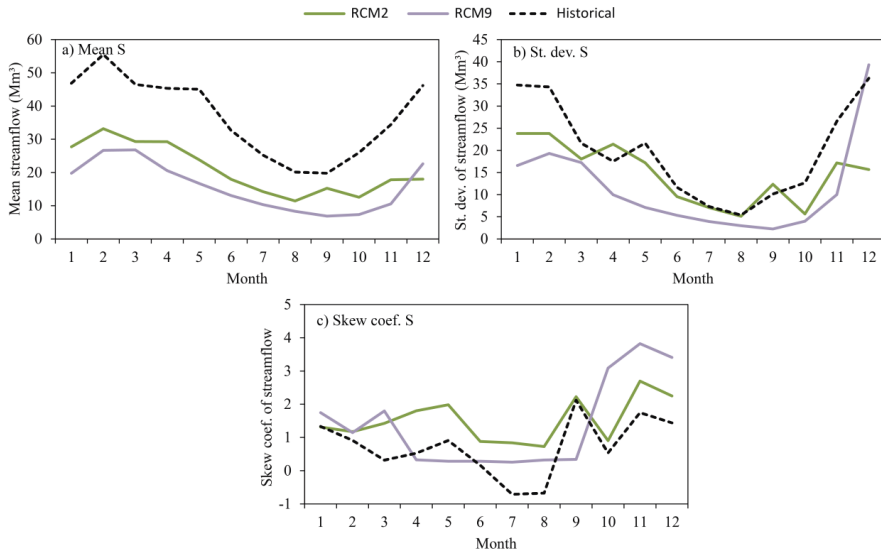 RCM2 RCM9 Historical
a) Mean S
60
50
40
30
20
10
0
Mean streamflow (Mm³)
1 2 3 4 5 6 7 8 9 10 11 12
Month
b) St. dev. S
45
40
35
30
25
20
15
10
5
0
St. dev. of streamflow (Mm³)
1 2 3 4 5 6 7 8 9 10 11 12
Month
c) Skew coef. S
5
4
3
2
1
0
-1
Skew coef. of streamflow
1 2 3 4 5 6 7 8 9 10 11 12
Month